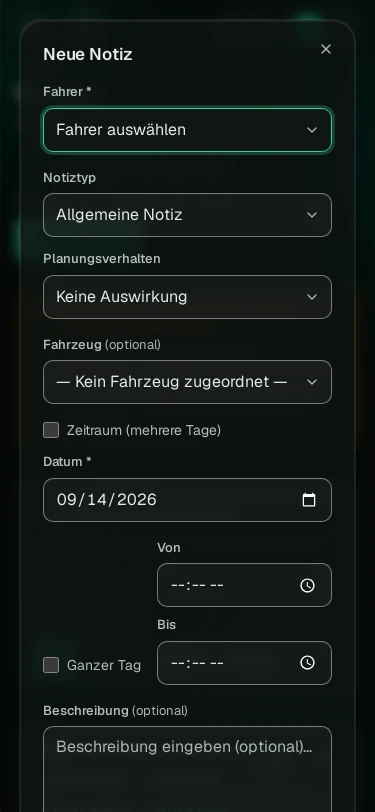 Neue Notiz
Fahrer *
Fahrer auswählen
Notiztyp
Allgemeine Notiz
Planungsverhalten
Keine Auswirkung
Fahrzeug (optional)
— Kein Fahrzeug zugeordnet —
Zeitraum (mehrere Tage)
Datum *
09/14/2026
Von
--:-- --
Bis
Ganzer Tag
--:-- --
Beschreibung (optional)
Beschreibung eingeben (optional)...